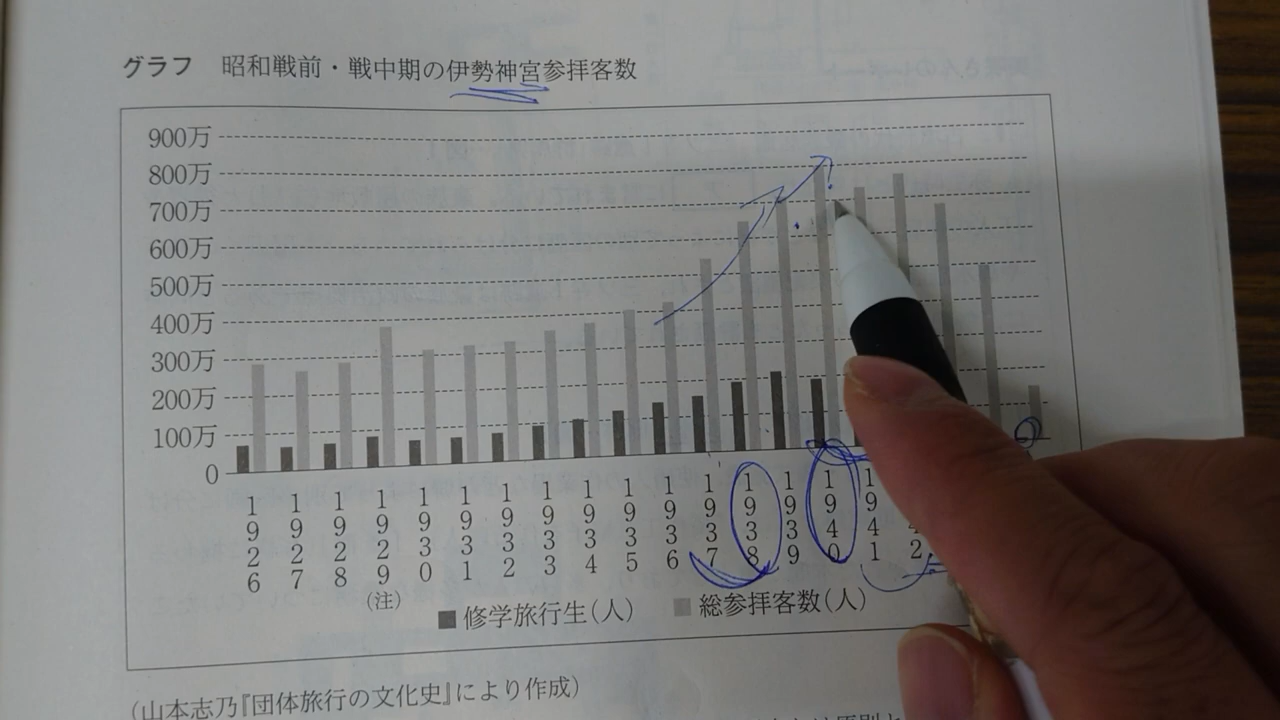 グラフ 昭和戦前・戦中期の伊勢神宮参拝客数
900万
800万
700万
600万
500万
400万
300万
200万
100万
0
1926
1927
1928
1929
1930
1931
1932
1933
1934
1935
1936
1937
1938
1939
1940
1941
42
(注)
■修学旅行生(人) ■総参拝客数(人)
(山本志乃『団体旅行の文化史』により作成)